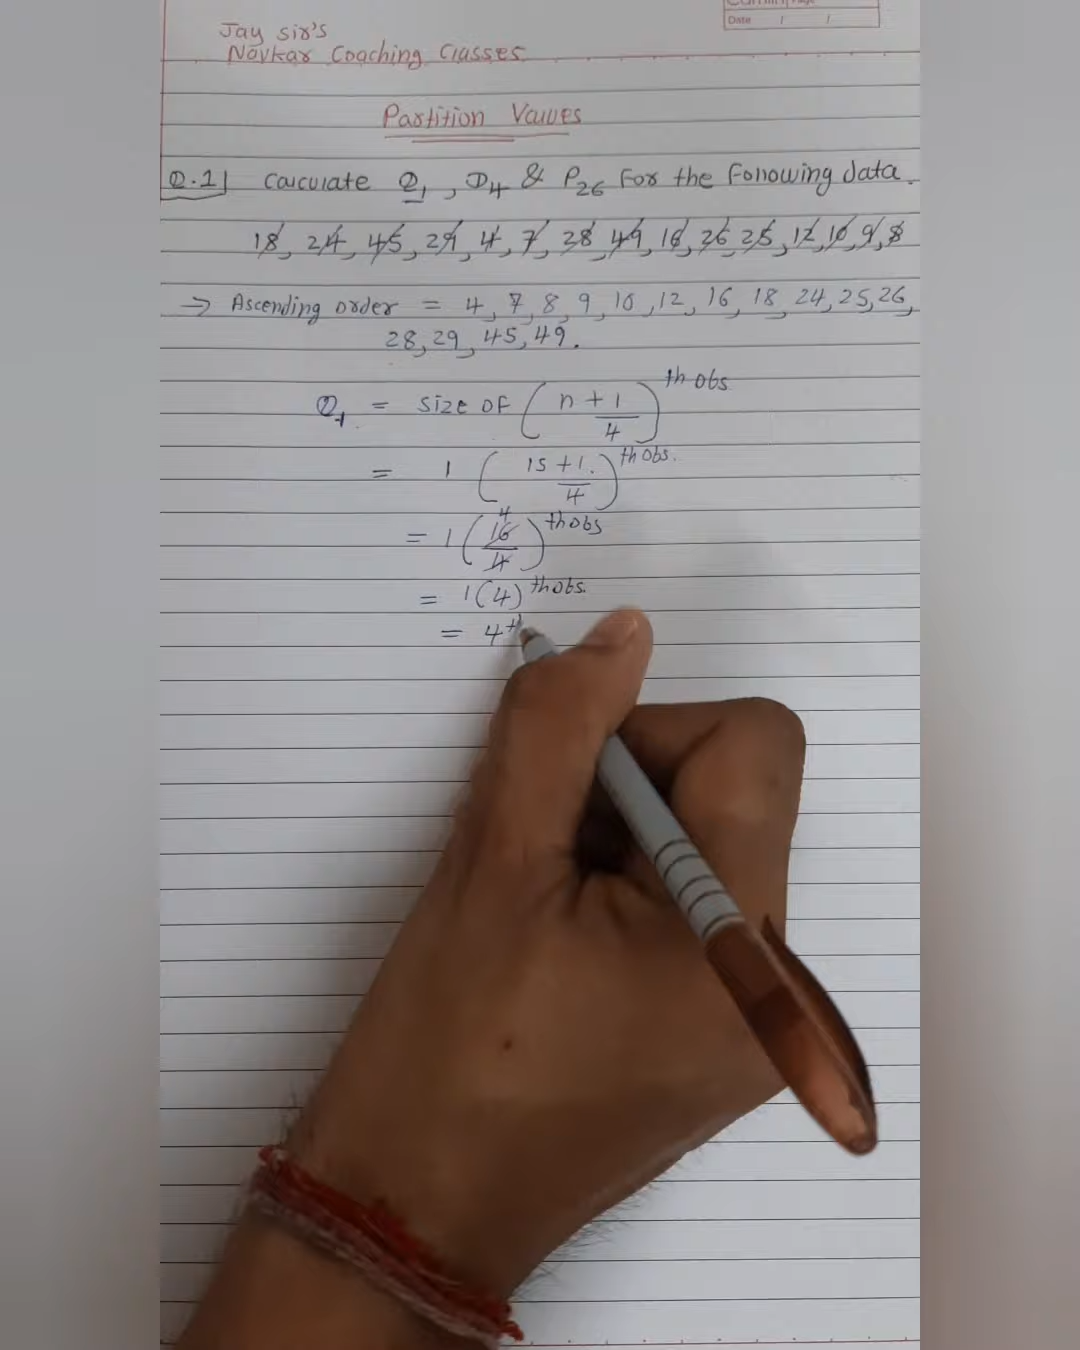 Date / /
Jay Sir's
Navkar Coaching Classes
Partition Values
Q.1] Calculate Q1, D4 & P26 For the Following data.
18, 24, 45, 29, 4, 7, 28, 49, 16, 26, 25, 12, 10, 9, 8
→ Ascending order = 4, 7, 8, 9, 10, 12, 16, 18, 24, 25, 26,
28, 29, 45, 49.
Q1 = Size OF (n + 1 / 4)th obs
= 1 (15 + 1. / 4)th obs.
= 1 (16 / 4)th obs 4
= 1(4)th obs.
= 4